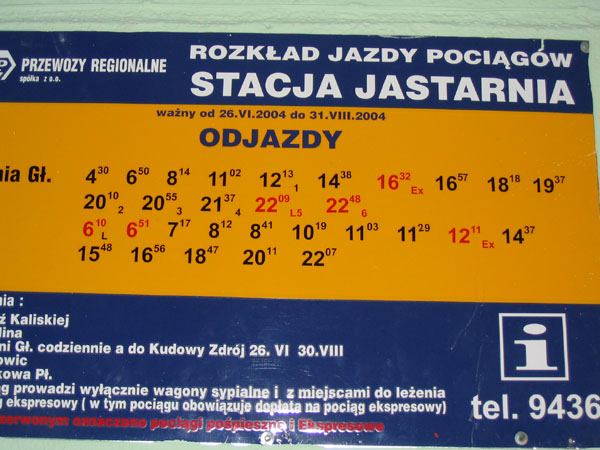 ROZKŁAD JAZDY POCIĄGÓW
PRZEWOZY REGIONALNE
spółka z o.o.
STACJA JASTARNIA
ważny od 26.VI.2004 do 31.VIII.2004
ODJAZDY
nia Gł. 4 30 6 50 8 14 11 02 12 13 1 14 38 16 32 Ex 16 57 18 18 19 37
20 10 2 20 55 3 21 37 4 22 09 L5 22 48 6
6 10 L 6 51 7 17 8 12 8 41 10 19 11 03 11 29 12 11 Ex 14 37
15 48 16 56 18 47 20 11 22 07
nia :
ź Kaliskiej
lina
ni Gł. codziennie a do Kudowy Zdrój 26. VI 30.VIII
owic
kowa Pł.
g prowadzi wyłącznie wagony sypialne i z miejscami do leżenia
g ekspresowy ( w tym pociągu obowiązuje dopłata na pociąg ekspresowy)
erwonym oznaczono pociągi pośpieszne i Ekspresowe
i
tel. 9436